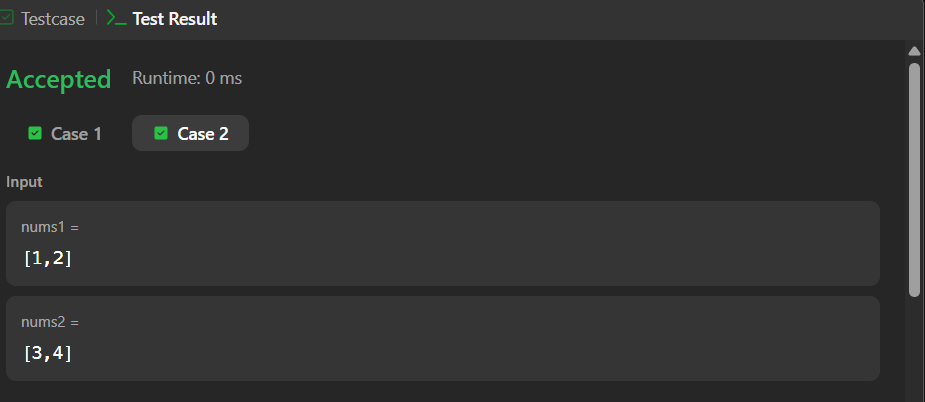 Testcase | Test Result
Accepted Runtime: 0 ms
Case 1 Case 2
Input
nums1 =
[1,2]
nums2 =
[3,4]